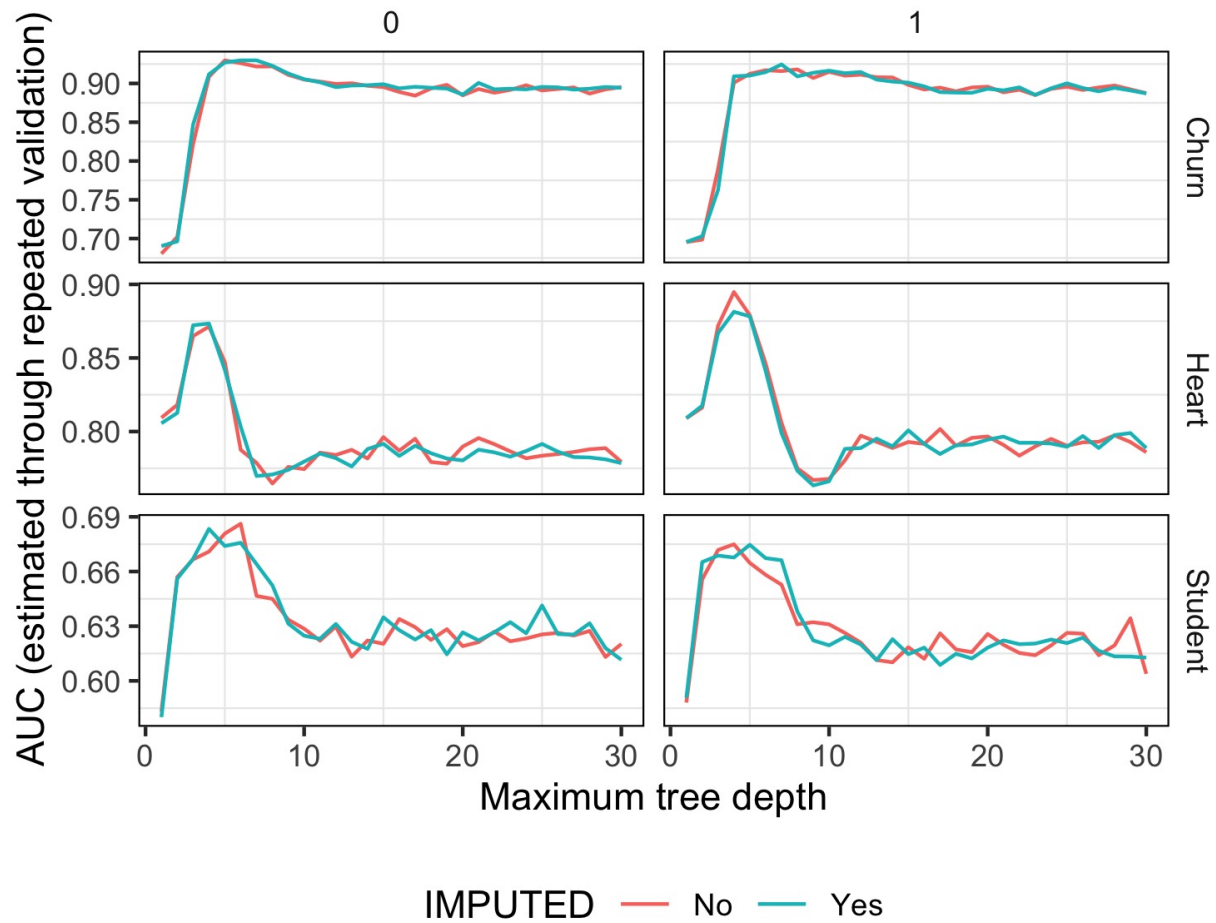 0 1
AUC (estimated through repeated validation)
0.90
0.85
0.80
0.75
0.70
Churn
0.90
0.85
0.80
Heart
0.69
0.66
0.63
0.60
Student
0 10 20 30 0 10 20 30
Maximum tree depth
IMPUTED No Yes